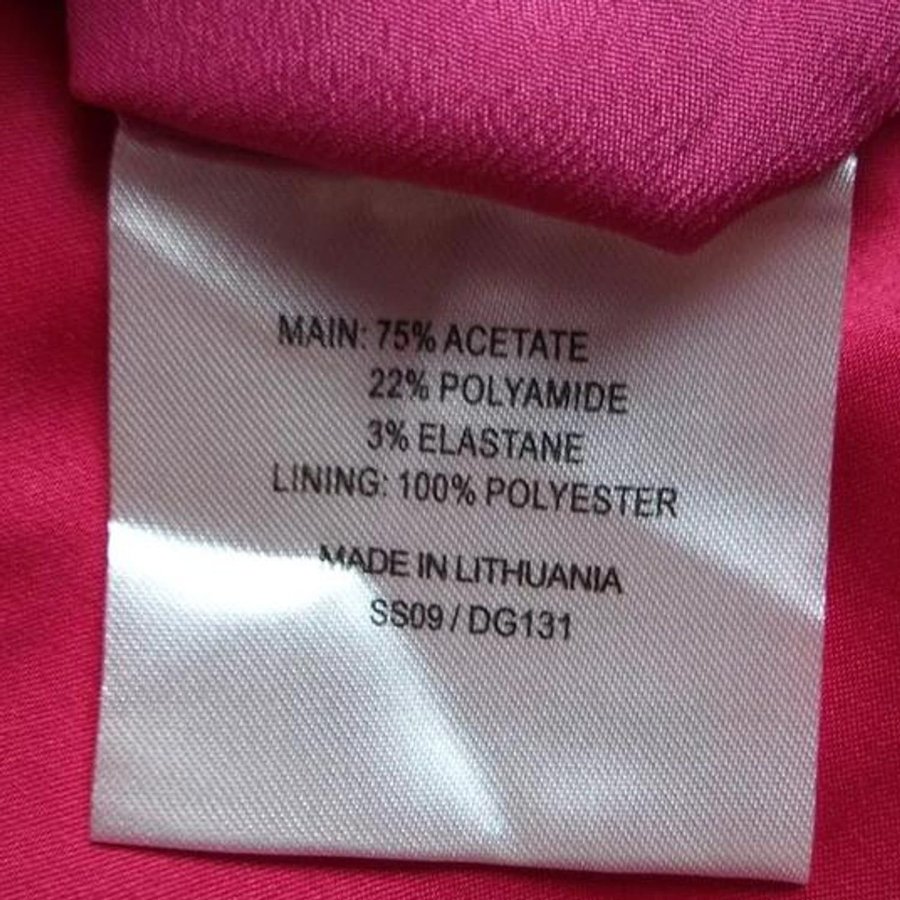 MAIN: 75% ACETATE
22% POLYAMIDE
3% ELASTANE
LINING: 100% POLYESTER
MADE IN LITHUANIA
SS09 / DG131